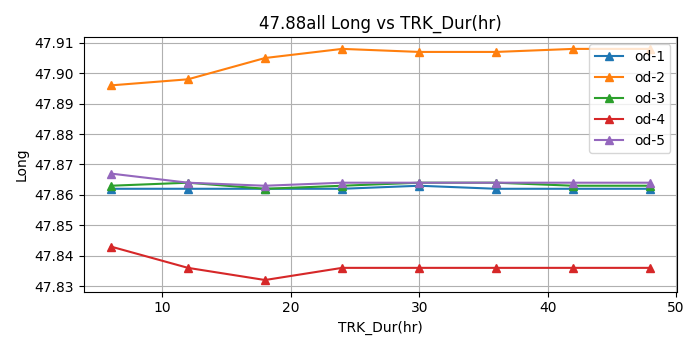 47.88all Long vs TRK_Dur(hr)
47.91
47.90
47.89
47.88
47.87
47.86
47.85
47.84
47.83
Long
10
20
30
40
50
TRK_Dur(hr)
od-1
od-2
od-3
od-4
od-5